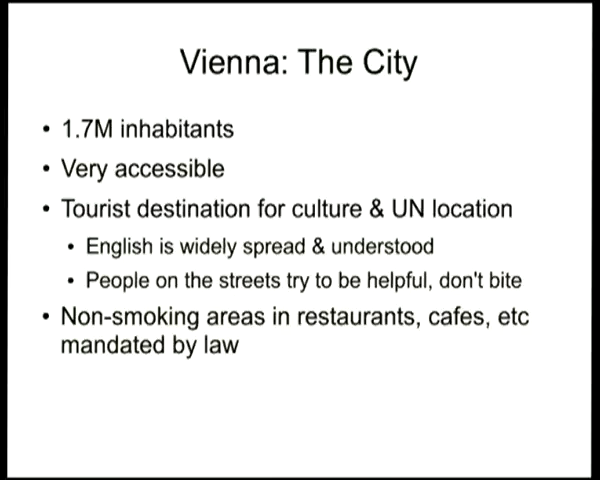 Vienna: The City
• 1.7M inhabitants
• Very accessible
• Tourist destination for culture & UN location
• English is widely spread & understood
• People on the streets try to be helpful, don't bite
• Non-smoking areas in restaurants, cafes, etc
mandated by law